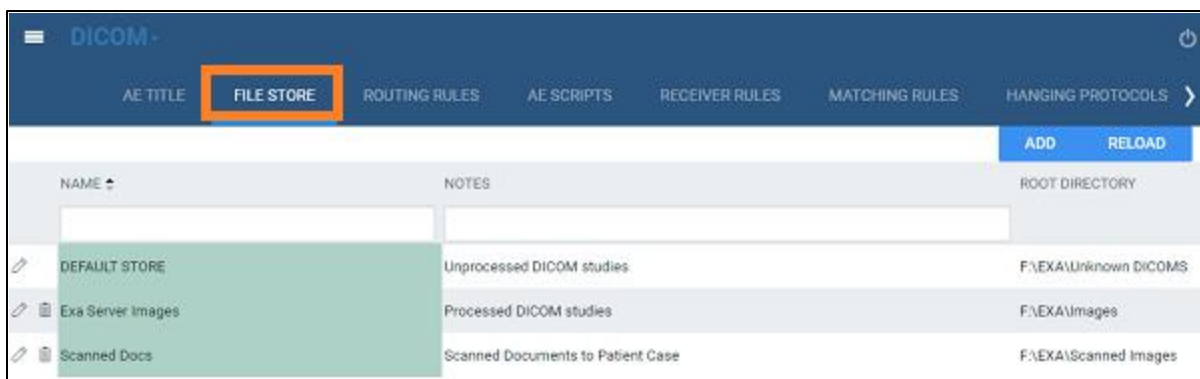 DICOM
AE TITLE FILE STORE ROUTING RULES AE SCRIPTS RECEIVER RULES MATCHING RULES HANGING PROTOCOLS
ADD RELOAD
NAME NOTES ROOT DIRECTORY
DEFAULT STORE Unprocessed DICOM studies F:\EXA\Unknown DICOMS
Exa Server Images Processed DICOM studies F:\EXA\Images
Scanned Docs Scanned Documents to Patient Case F:\EXA\Scanned Images